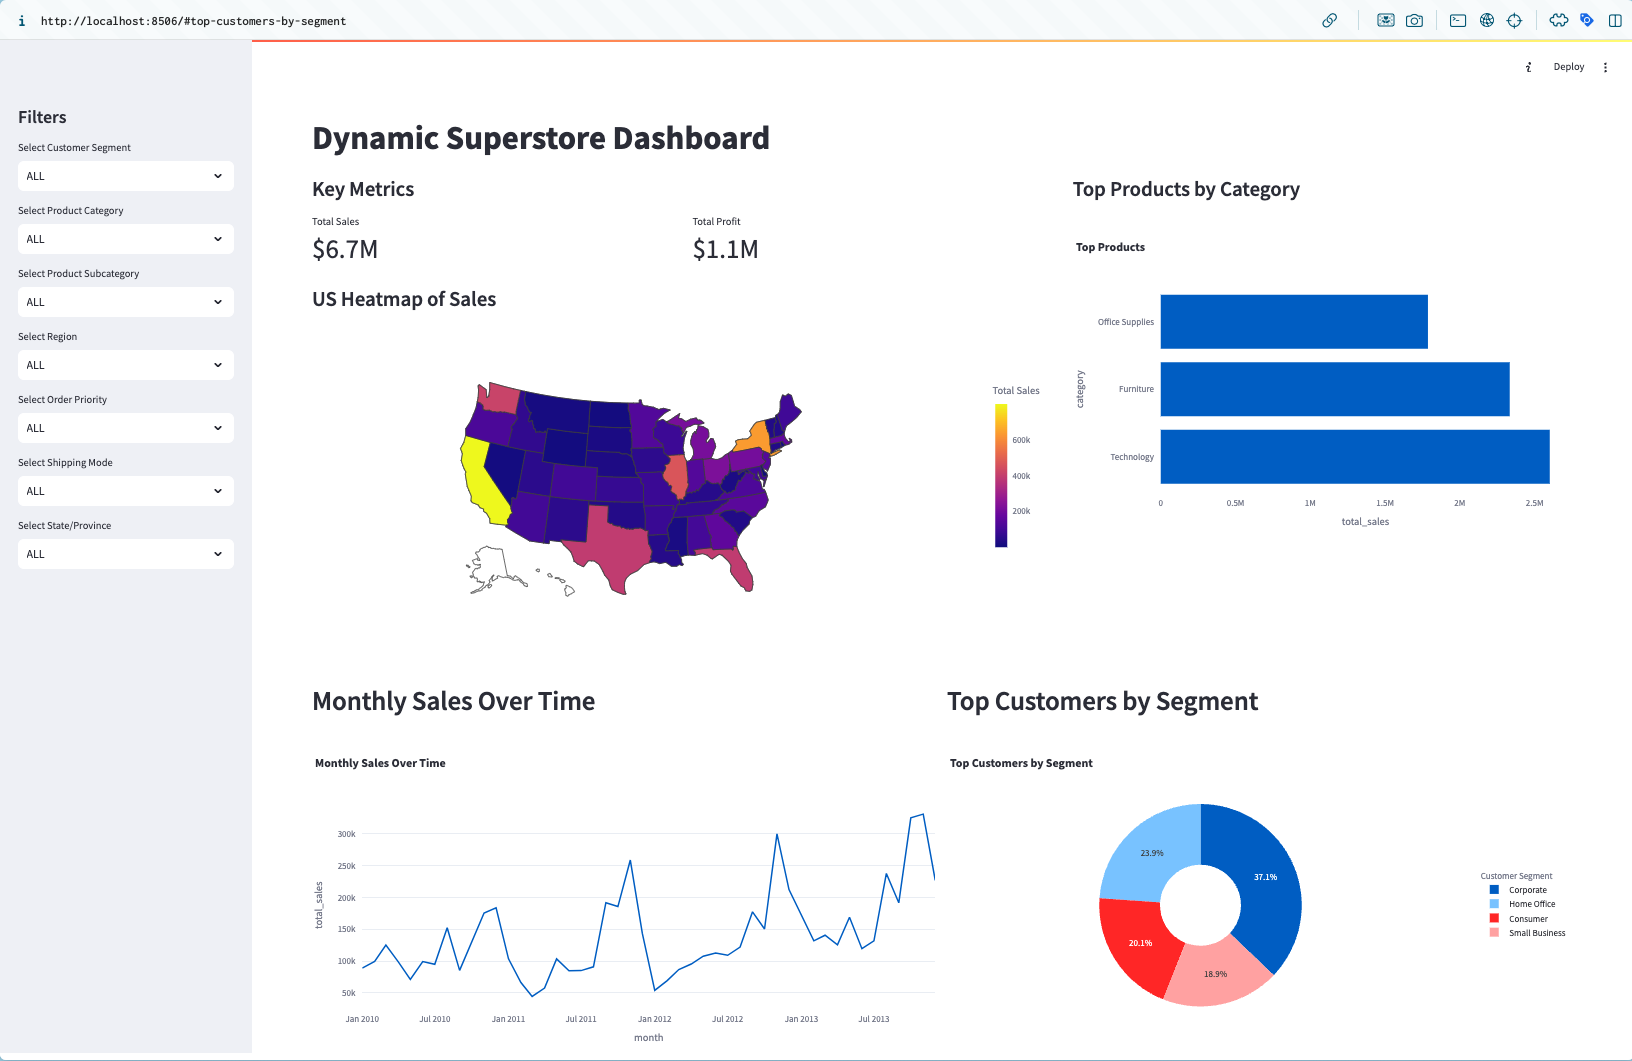 i http://localhost:8506/#top-customers-by-segment
Deploy
Filters
Select Customer Segment
ALL
Select Product Category
ALL
Select Product Subcategory
ALL
Select Region
ALL
Select Order Priority
ALL
Select Shipping Mode
ALL
Select State/Province
ALL
Dynamic Superstore Dashboard
Key Metrics
Total Sales
$6.7M
Total Profit
$1.1M
US Heatmap of Sales
Total Sales
600k
400k
200k
Top Products by Category
Top Products
category
Office Supplies
Furniture
Technology
0 0.5M 1M 1.5M 2M 2.5M
total_sales
Monthly Sales Over Time
Monthly Sales Over Time
total_sales
300k
250k
200k
150k
100k
50k
Jan 2010 Jul 2010 Jan 2011 Jul 2011 Jan 2012 Jul 2012 Jan 2013 Jul 2013
month
Top Customers by Segment
Top Customers by Segment
23.9%
37.1%
20.1%
18.9%
Customer Segment
Corporate
Home Office
Consumer
Small Business